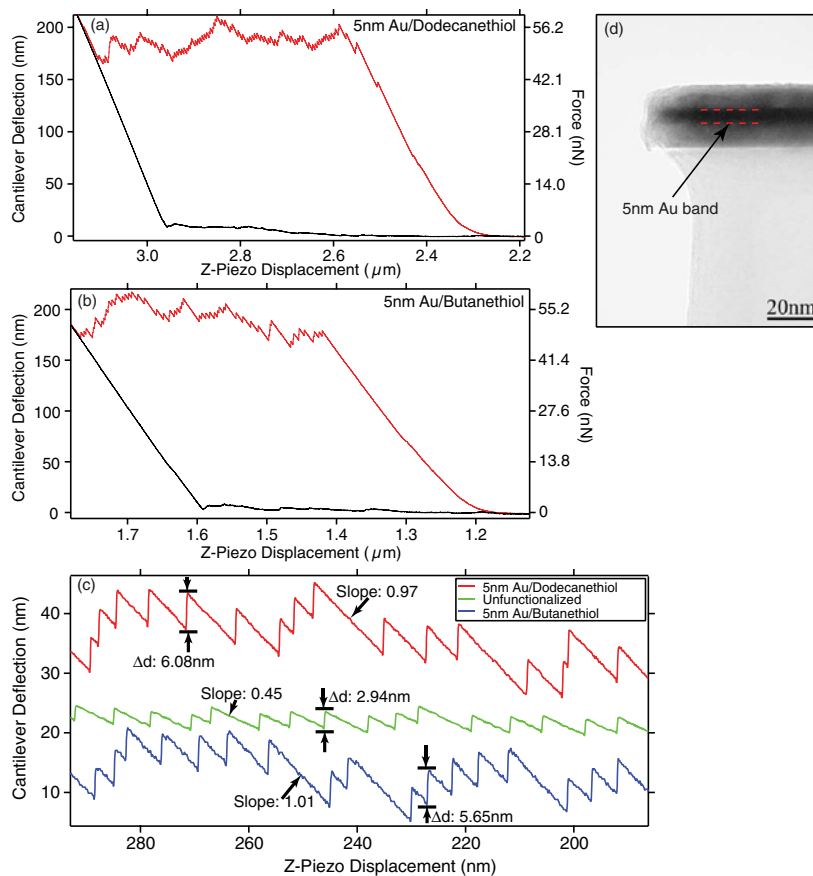 (a)
5nm Au/Dodecanethiol
Cantilever Deflection (nm)
200
150
100
50
0
56.2
42.1
28.1
14.0
0
Force (nN)
3.0
2.8
2.6
2.4
2.2
Z-Piezo Displacement (µm)
(b)
5nm Au/Butanethiol
Cantilever Deflection (nm)
200
150
100
50
0
55.2
41.4
27.6
13.8
0
Force (nN)
1.7
1.6
1.5
1.4
1.3
1.2
Z-Piezo Displacement (µm)
(c)
5nm Au/Dodecanethiol
Unfunctionalized
5nm Au/Butanethiol
Cantilever Deflection (nm)
40
30
20
10
Slope: 0.97
Δd: 6.08nm
Slope: 0.45
Δd: 2.94nm
Slope: 1.01
Δd: 5.65nm
280
260
240
220
200
Z-Piezo Displacement (nm)
(d)
5nm Au band
20nm